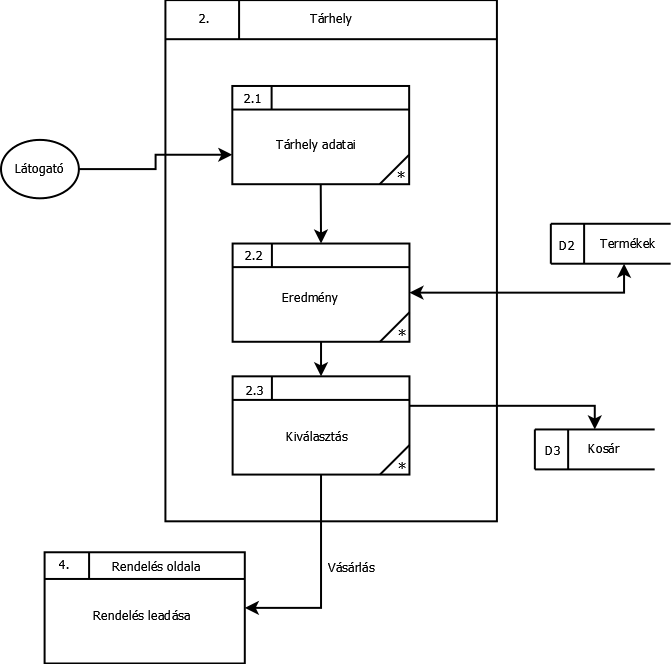 2.
Tárhely
2.1
Tárhely adatai
*
Látogató
2.2
Eredmény
*
D2
Termékek
2.3
Kiválasztás
*
D3
Kosár
Vásárlás
4.
Rendelés oldala
Rendelés leadása